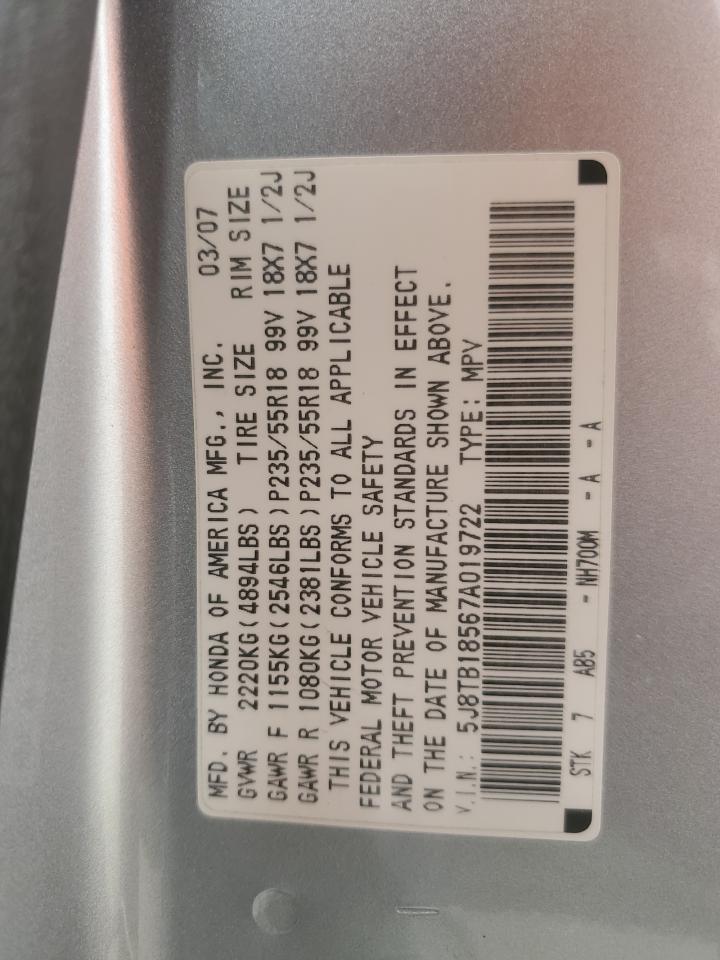 MFD. BY HONDA OF AMERICA MFG., INC. 03/07
GVWR 2220KG(4894LBS) TIRE SIZE RIM SIZE
GAWR F 1155KG(2546LBS)P235/55R18 99V 18X7 1/2J
GAWR R 1080KG(2381LBS)P235/55R18 99V 18X7 1/2J
THIS VEHICLE CONFORMS TO ALL APPLICABLE
FEDERAL MOTOR VEHICLE SAFETY
AND THEFT PREVENTION STANDARDS IN EFFECT
ON THE DATE OF MANUFACTURE SHOWN ABOVE.
V.I.N.: 5J8TB18567A019722 TYPE: MPV
STK 7 AB5 - NH700M - A - A